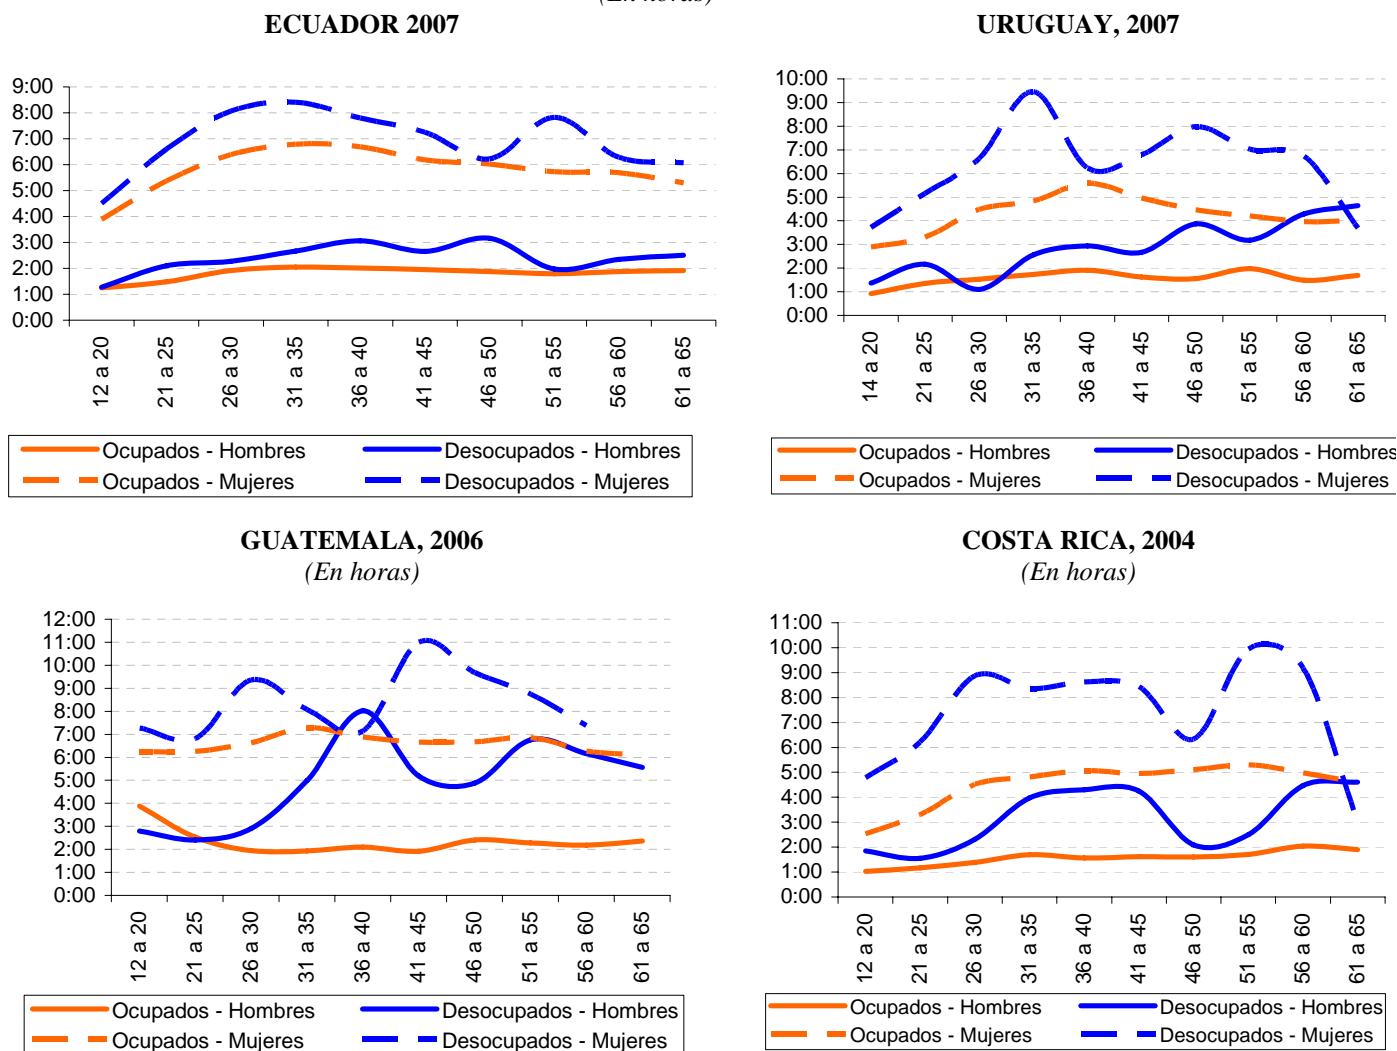 (En horas)
ECUADOR 2007
9:00
8:00
7:00
6:00
5:00
4:00
3:00
2:00
1:00
0:00
12 a 20
21 a 25
26 a 30
31 a 35
36 a 40
41 a 45
46 a 50
51 a 55
56 a 60
61 a 65
Ocupados - Hombres
Desocupados - Hombres
Ocupados - Mujeres
Desocupados - Mujeres
URUGUAY, 2007
10:00
9:00
8:00
7:00
6:00
5:00
4:00
3:00
2:00
1:00
0:00
14 a 20
21 a 25
26 a 30
31 a 35
36 a 40
41 a 45
46 a 50
51 a 55
56 a 60
61 a 65
Ocupados - Hombres
Desocupados - Hombres
Ocupados - Mujeres
Desocupados - Mujeres
GUATEMALA, 2006
(En horas)
12:00
11:00
10:00
9:00
8:00
7:00
6:00
5:00
4:00
3:00
2:00
1:00
0:00
12 a 20
21 a 25
26 a 30
31 a 35
36 a 40
41 a 45
46 a 50
51 a 55
56 a 60
61 a 65
Ocupados - Hombres
Desocupados - Hombres
Ocupados - Mujeres
Desocupados - Mujeres
COSTA RICA, 2004
(En horas)
11:00
10:00
9:00
8:00
7:00
6:00
5:00
4:00
3:00
2:00
1:00
0:00
12 a 20
21 a 25
26 a 30
31 a 35
36 a 40
41 a 45
46 a 50
51 a 55
56 a 60
61 a 65
Ocupados - Hombres
Desocupados - Hombres
Ocupados - Mujeres
Desocupados - Mujeres